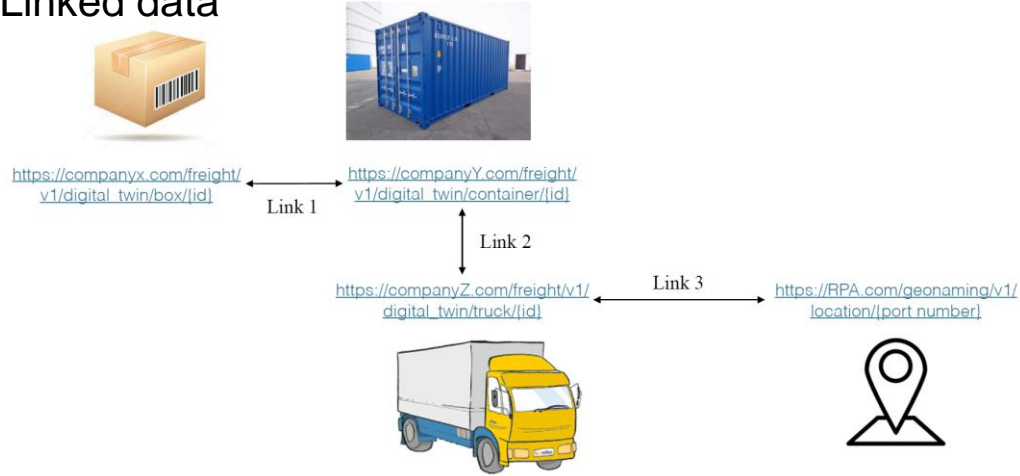 Linked data
https://companyx.com/freight/
v1/digital_twin/box/{id}
Link 1
https://companyY.com/freight/
v1/digital_twin/container/{id}
Link 2
https://companyZ.com/freight/v1/
digital_twin/truck/{id}
Link 3
https://RPA.com/geonaming/v1/
location/{port number}